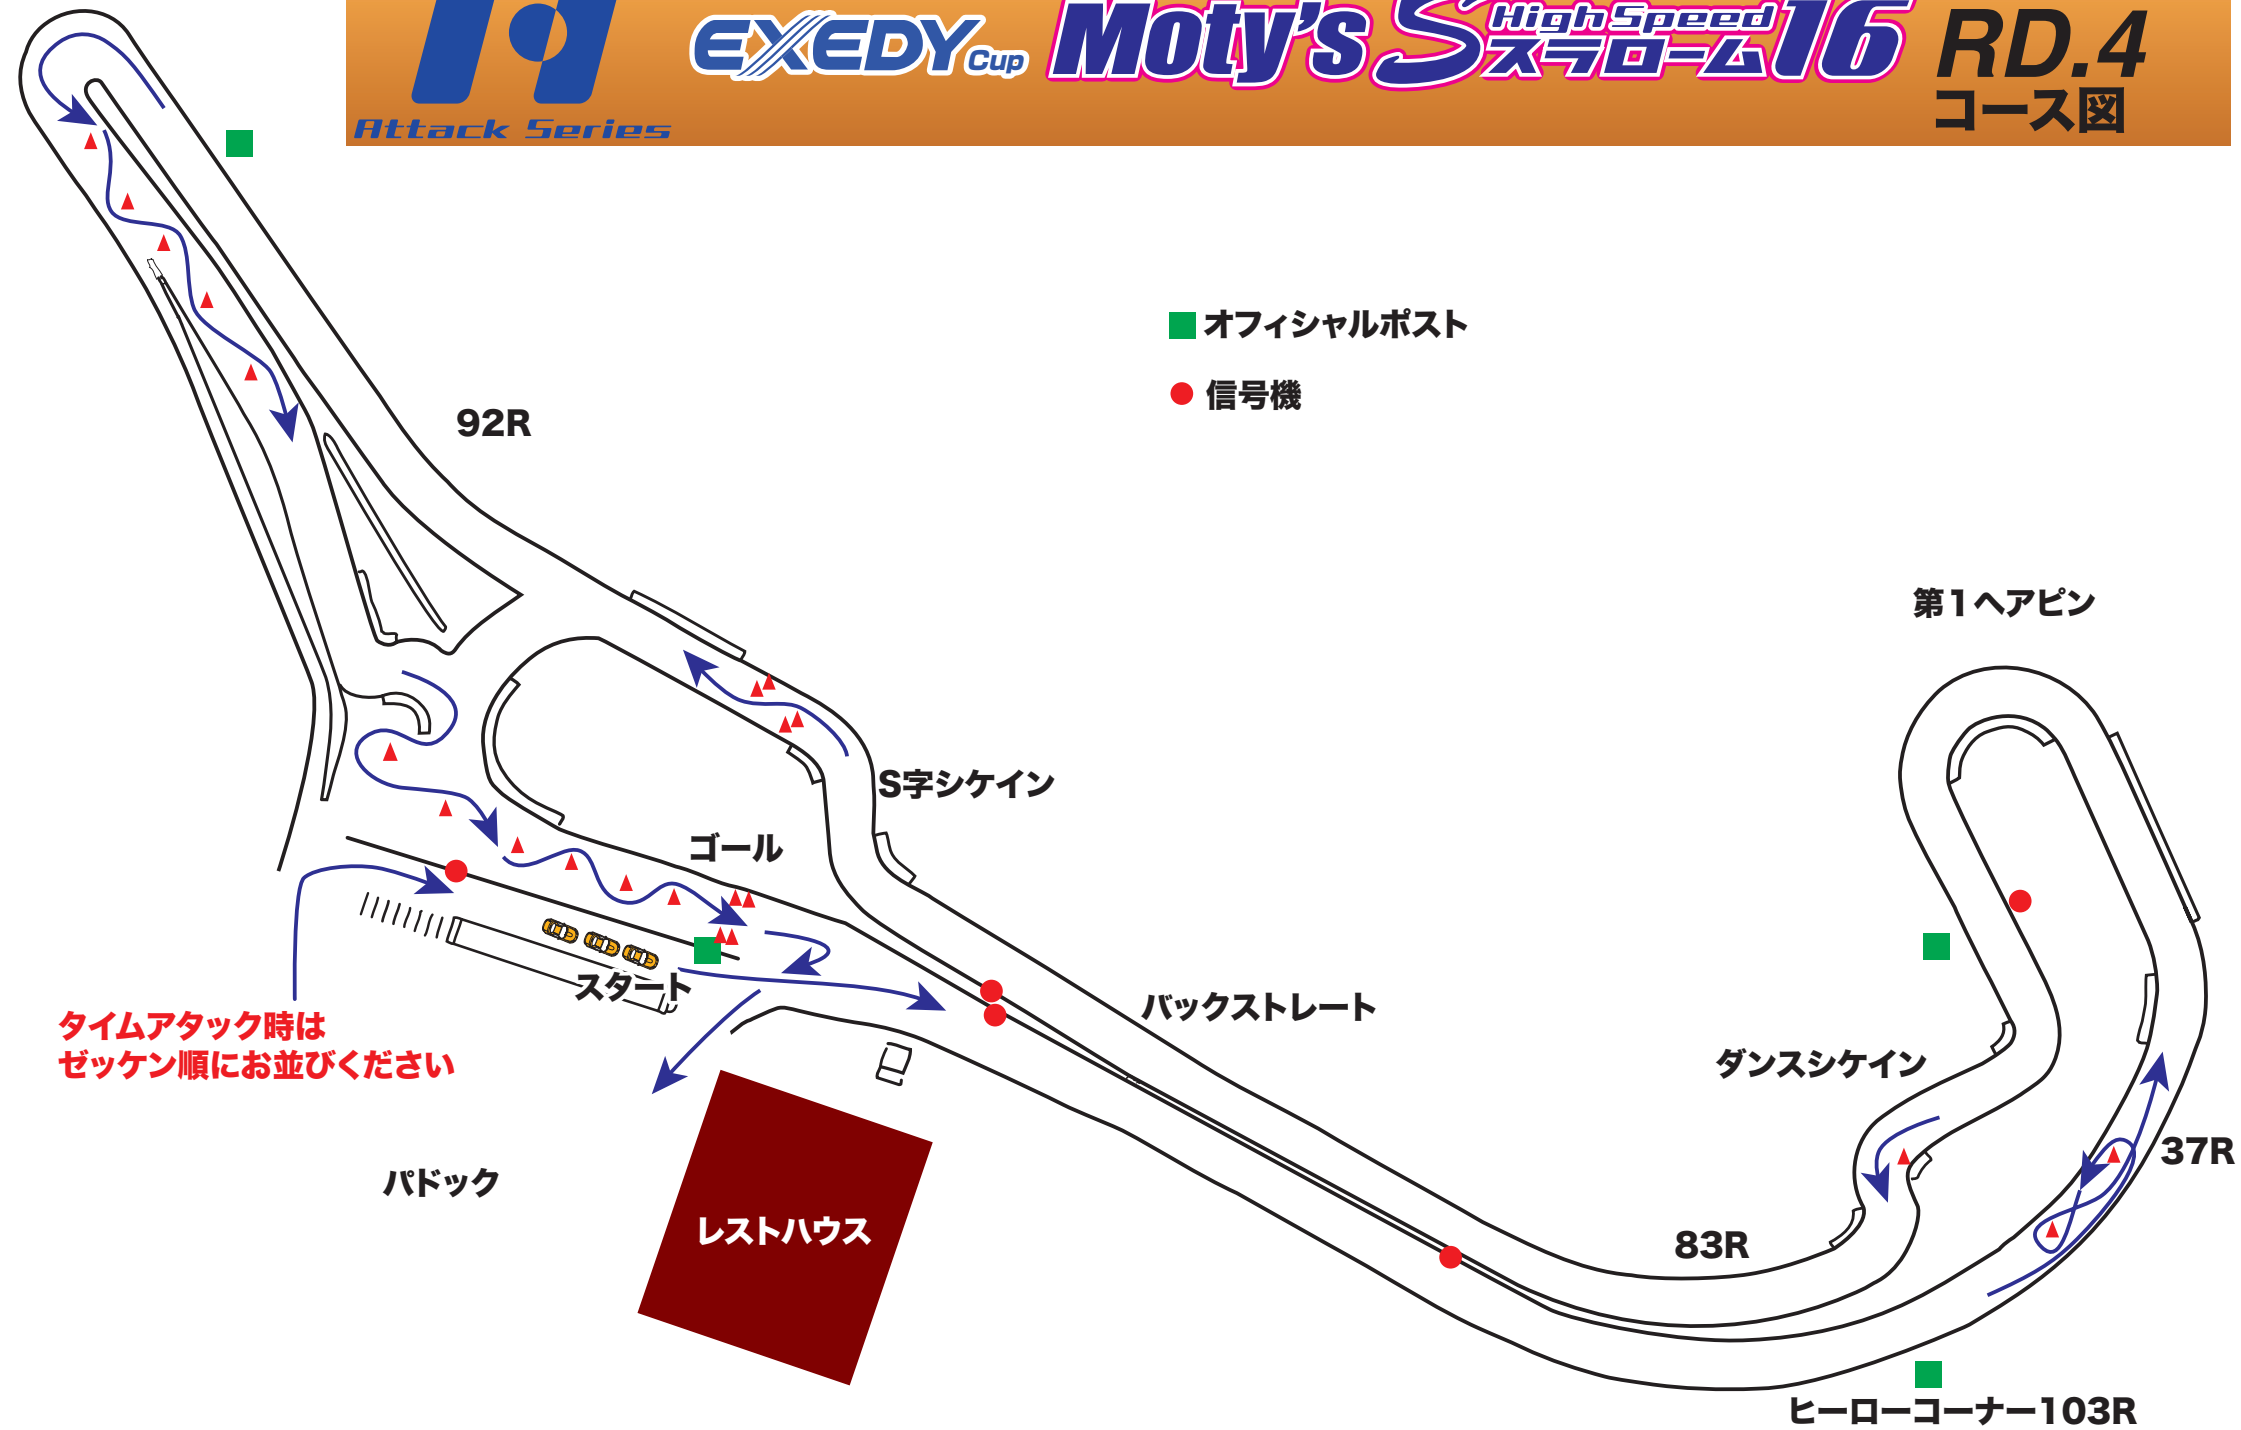 Attack Series
EXEDY Cup
Moty's
High Speed
スラローム16
RD.4
コース図
オフィシャルポスト
信号機
92R
第1ヘアピン
S字シケイン
ゴール
スタート
バックストレート
タイムアタック時は
ゼッケン順にお並びください
ダンスシケイン
37R
パドック
レストハウス
83R
ヒーローコーナー103R